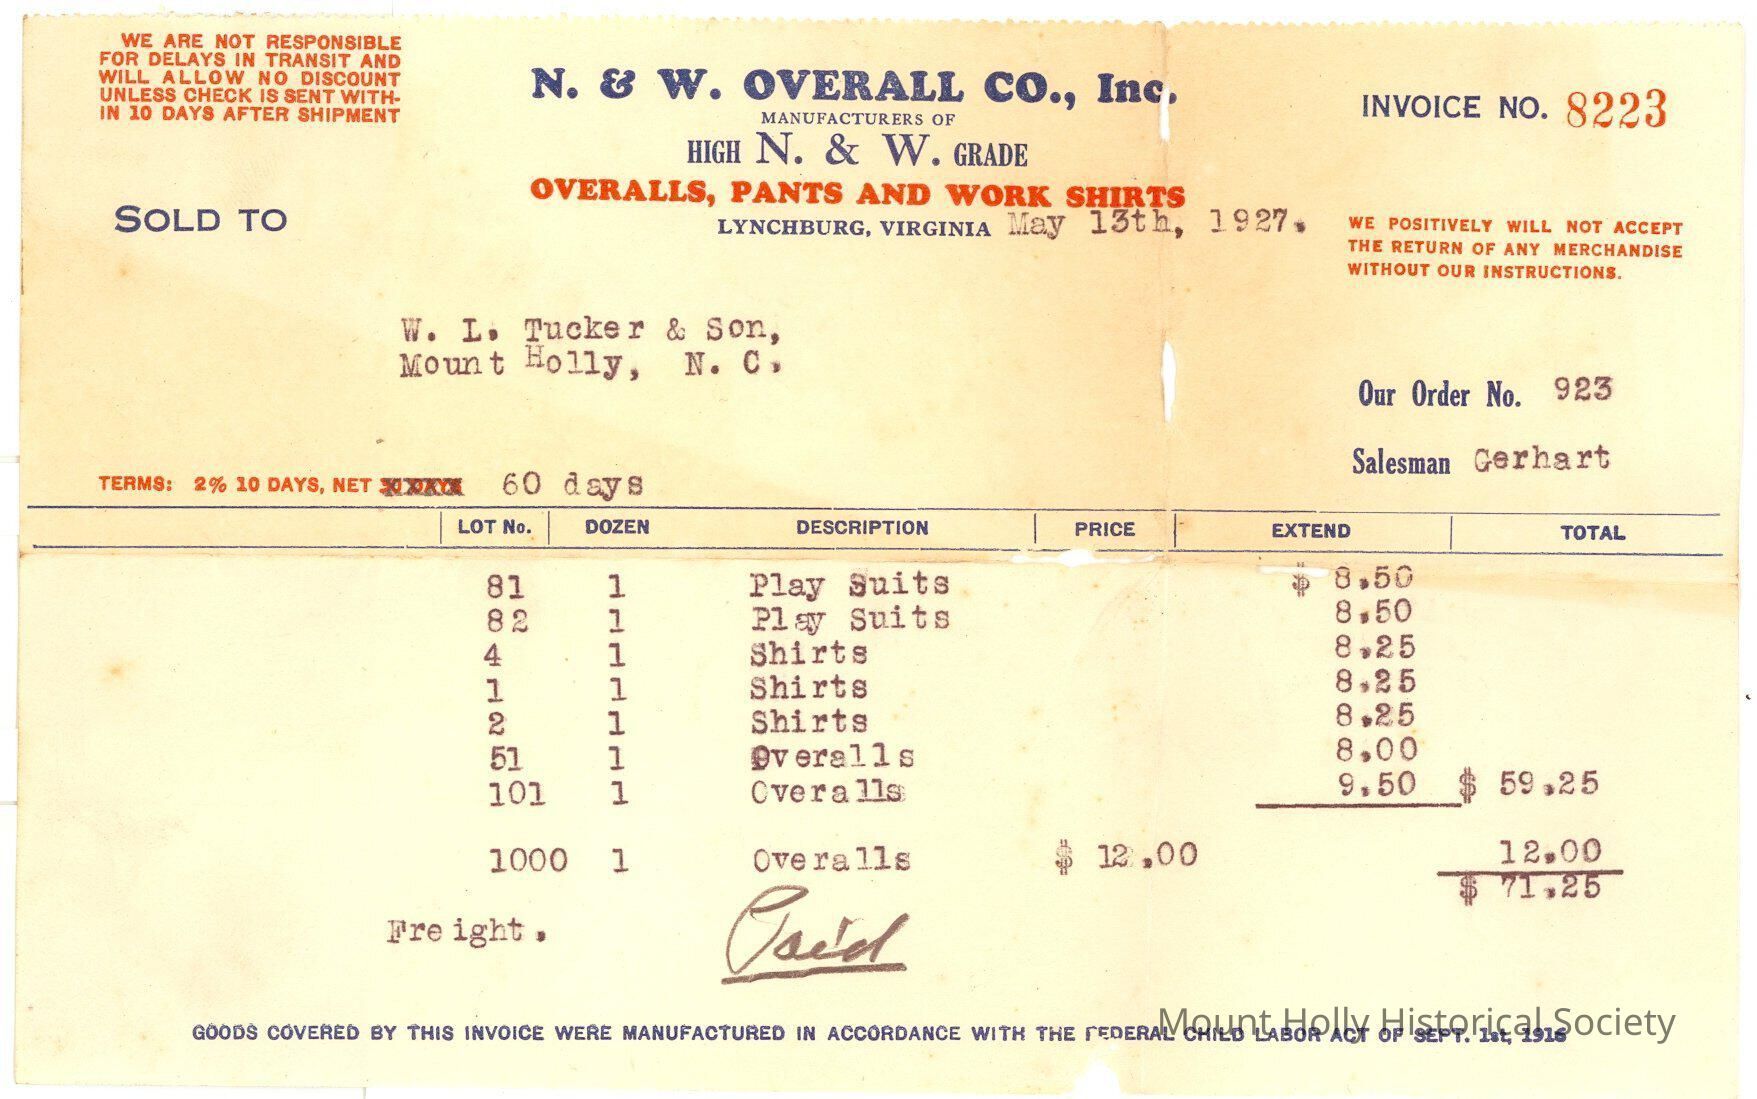 WE ARE NOT RESPONSIBLE
FOR DELAYS IN TRANSIT AND
WILL ALLOW NO DISCOUNT
UNLESS CHECK IS SENT WITH-
IN 10 DAYS AFTER SHIPMENT
N. & W. OVERALL CO., Inc.
MANUFACTURERS OF
HIGH N. & W. GRADE
OVERALLS, PANTS AND WORK SHIRTS
LYNCHBURG, VIRGINIA May 13th, 1927.
INVOICE NO. 8223
SOLD TO
WE POSITIVELY WILL NOT ACCEPT
THE RETURN OF ANY MERCHANDISE
WITHOUT OUR INSTRUCTIONS.
W. L. Tucker & Son,
Mount Holly, N. C.
Our Order No. 923
Salesman Gerhart
TERMS: 2% 10 DAYS, NET 60 days
LOT No. DOZEN DESCRIPTION PRICE EXTEND TOTAL
81 1 Play Suits $ 8.50
82 1 Play Suits 8.50
4 1 Shirts 8.25
1 1 Shirts 8.25
2 1 Shirts 8.25
51 1 Overalls 8.00
101 1 Overalls 9.50 $ 59.25
1000 1 Overalls $ 12.00 12.00
$ 71.25
Freight. Paid
GOODS COVERED BY THIS INVOICE WERE MANUFACTURED IN ACCORDANCE WITH THE FEDERAL CHILD LABOR ACT OF SEPT. 1st, 1916
Mount Holly Historical Society